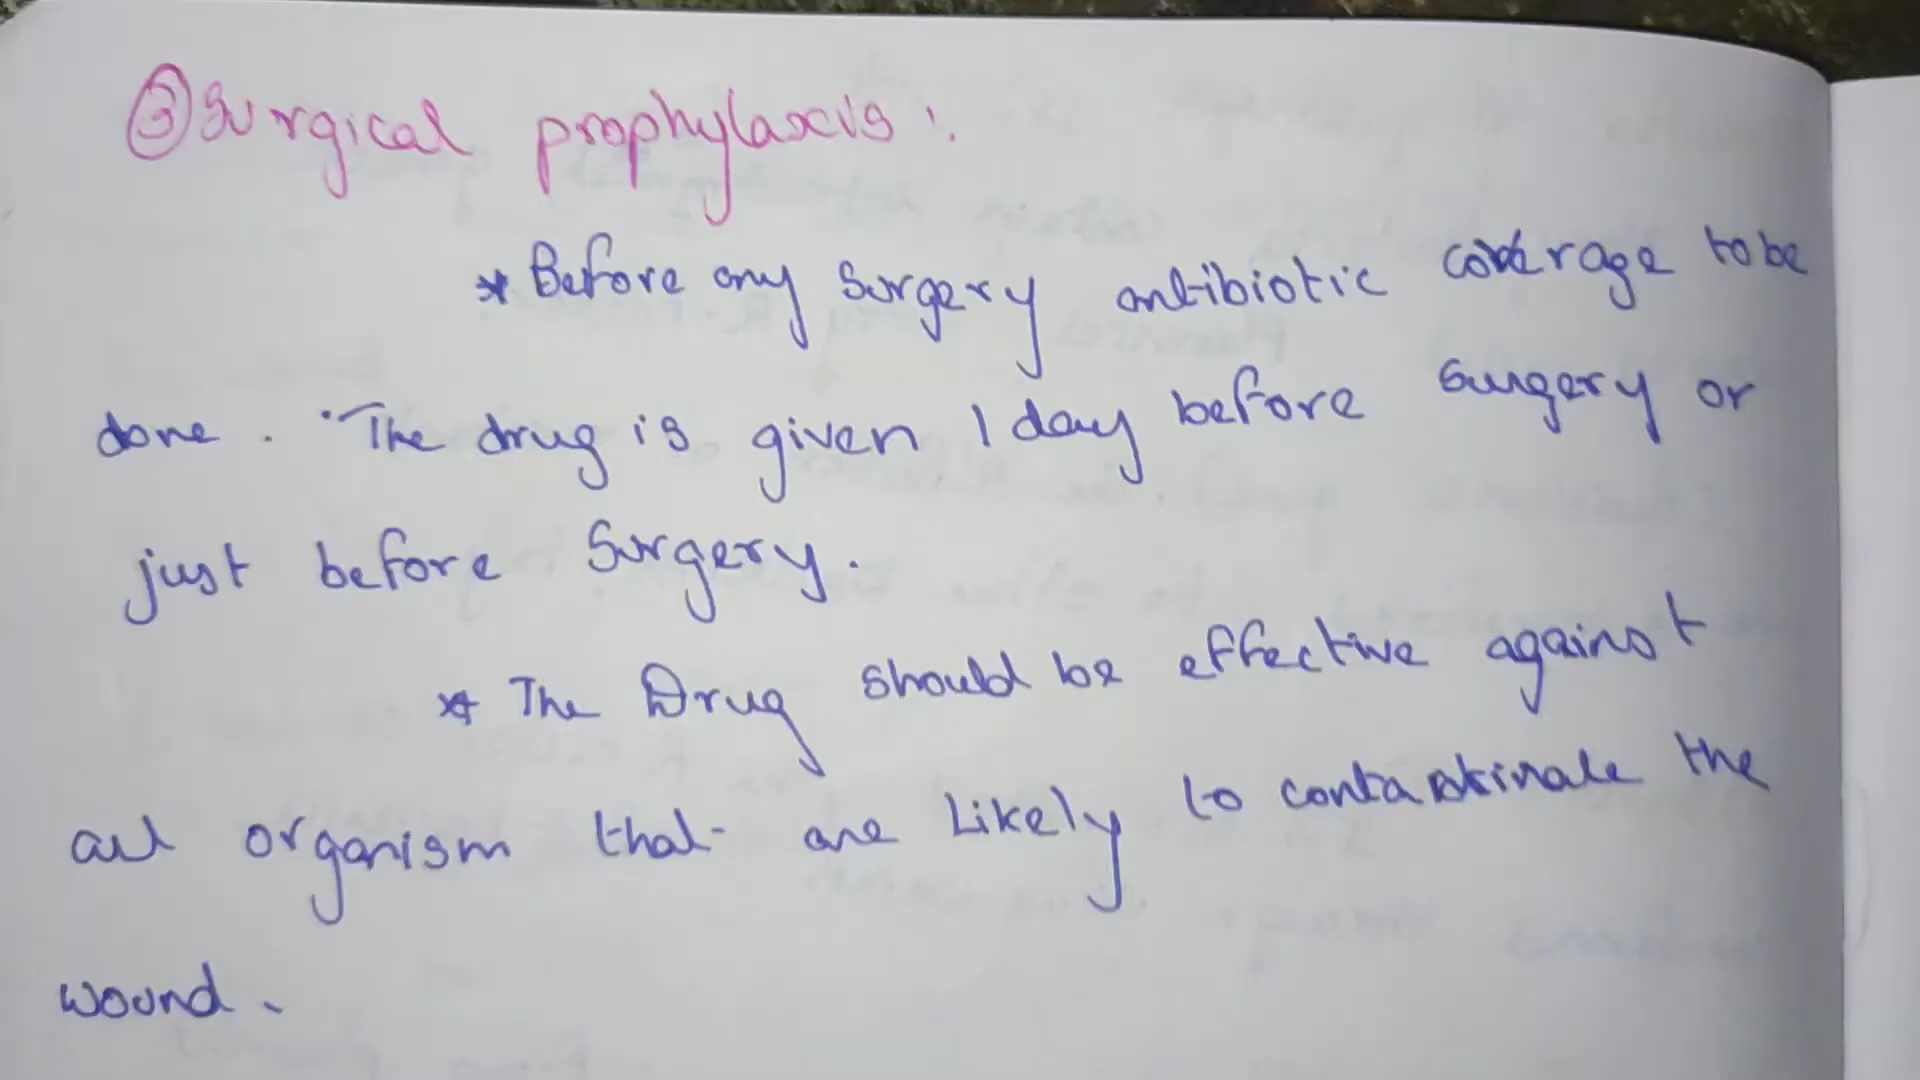 ③ Surgical prophylaxis :.
* Before any surgery antibiotic coverage to be
done . The drug is given 1 day before surgery or
just before Surgery.
* The Drug should be effective against
all organism that are Likely to contaminate the
wound .